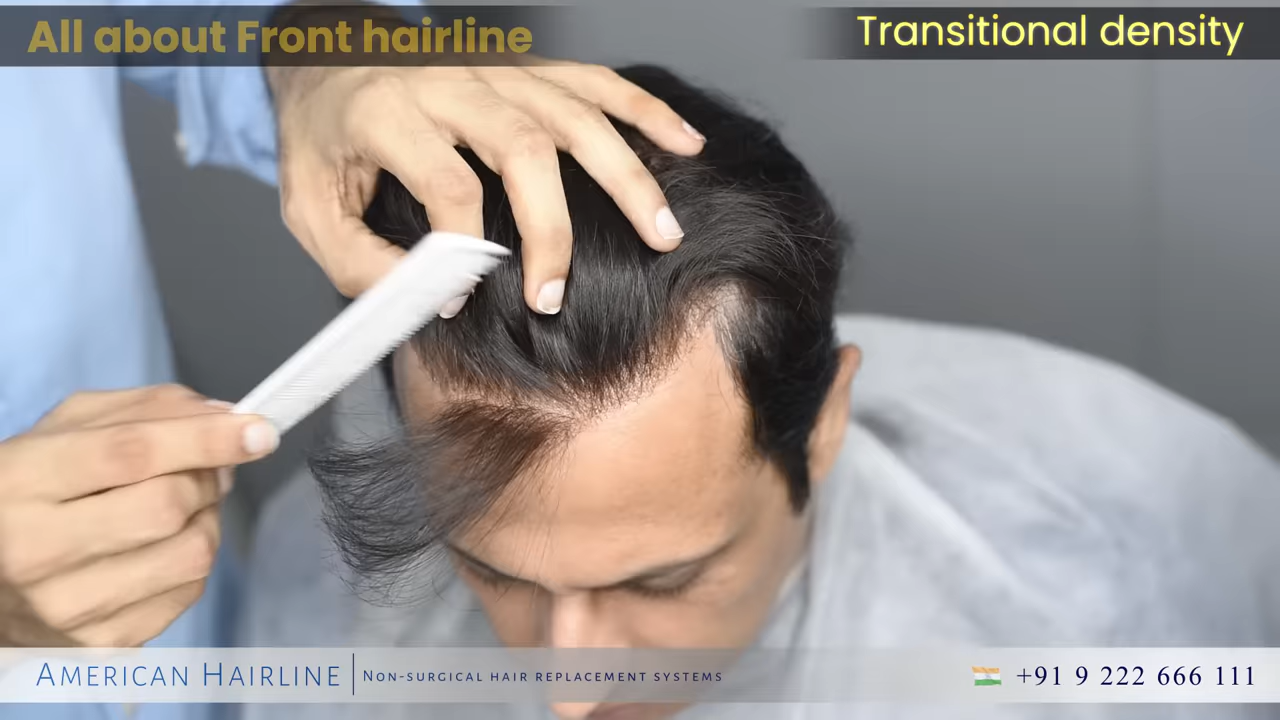 All about Front hairline
Transitional density
AMERICAN HAIRLINE | NON-SURGICAL HAIR REPLACEMENT SYSTEMS
+91 9 222 666 111